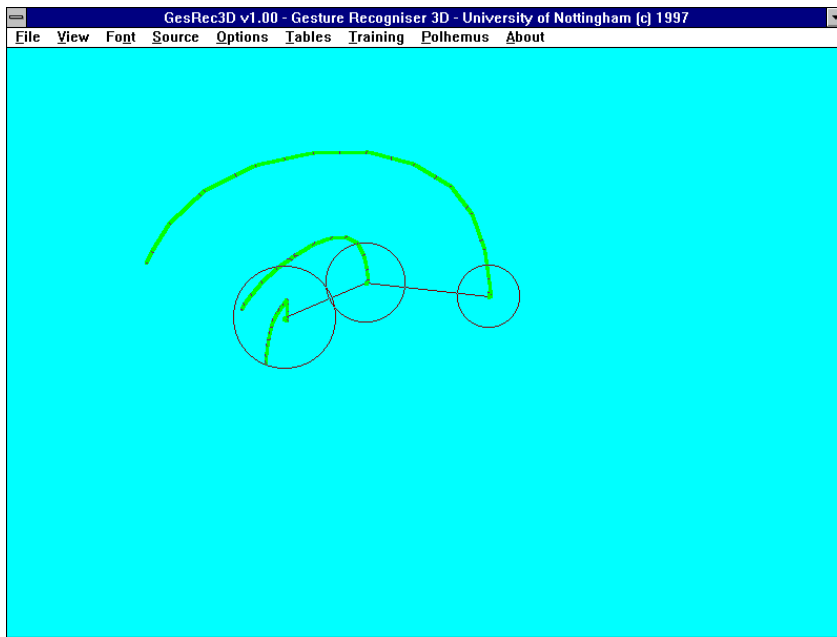 GesRec3D v1.00 - Gesture Recogniser 3D - University of Nottingham (c) 1997
File View Font Source Options Tables Training Polhemus About